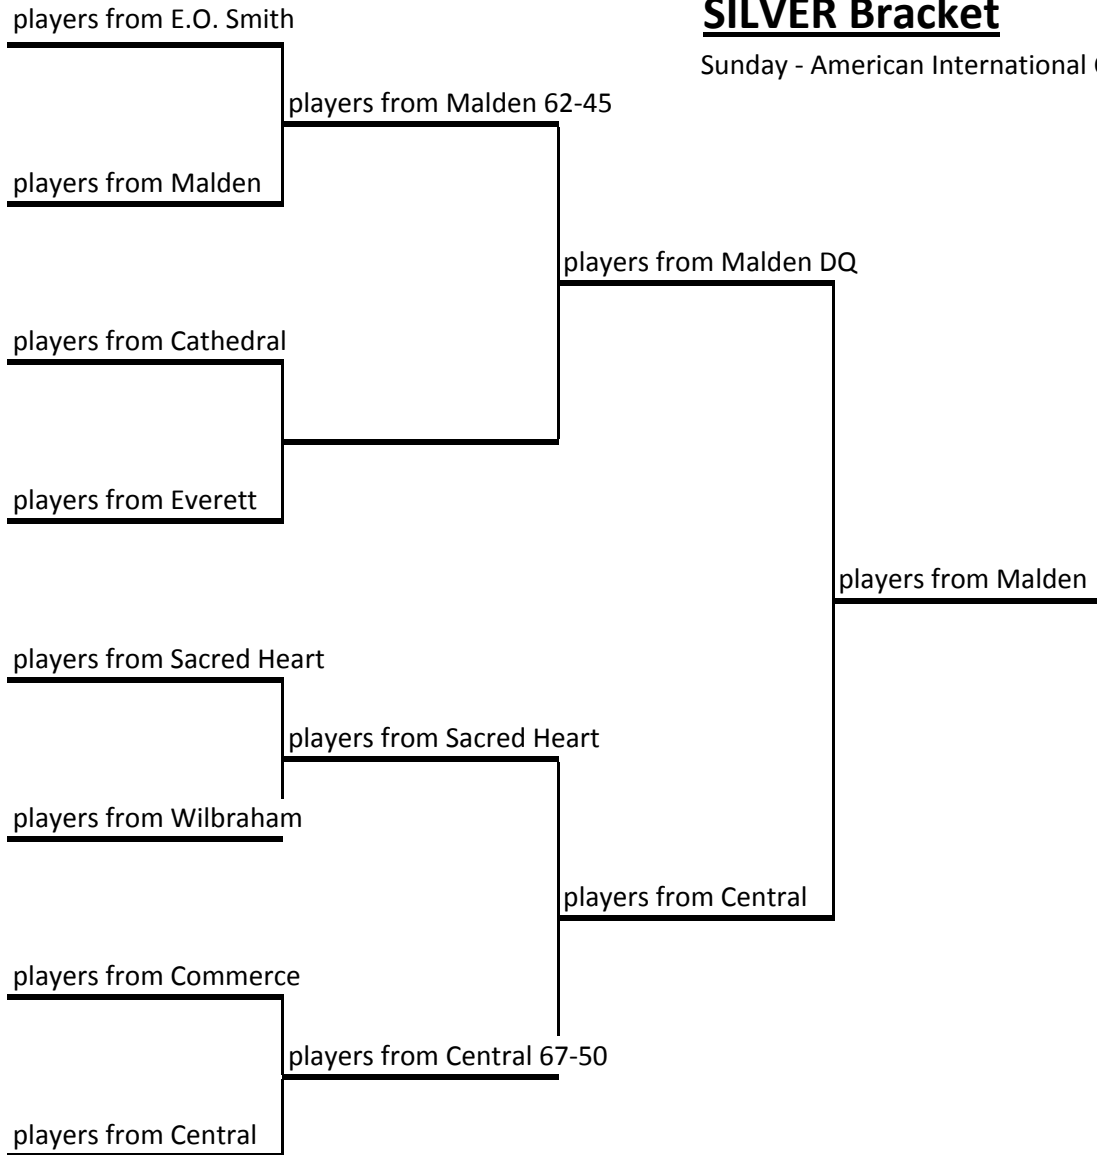 SILVER Bracket
Sunday - American International
players from E.O. Smith
players from Malden 62-45
players from Malden
players from Malden DQ
players from Cathedral
players from Everett
players from Malden
players from Sacred Heart
players from Sacred Heart
players from Wilbraham
players from Central
players from Commerce
players from Central 67-50
players from Central